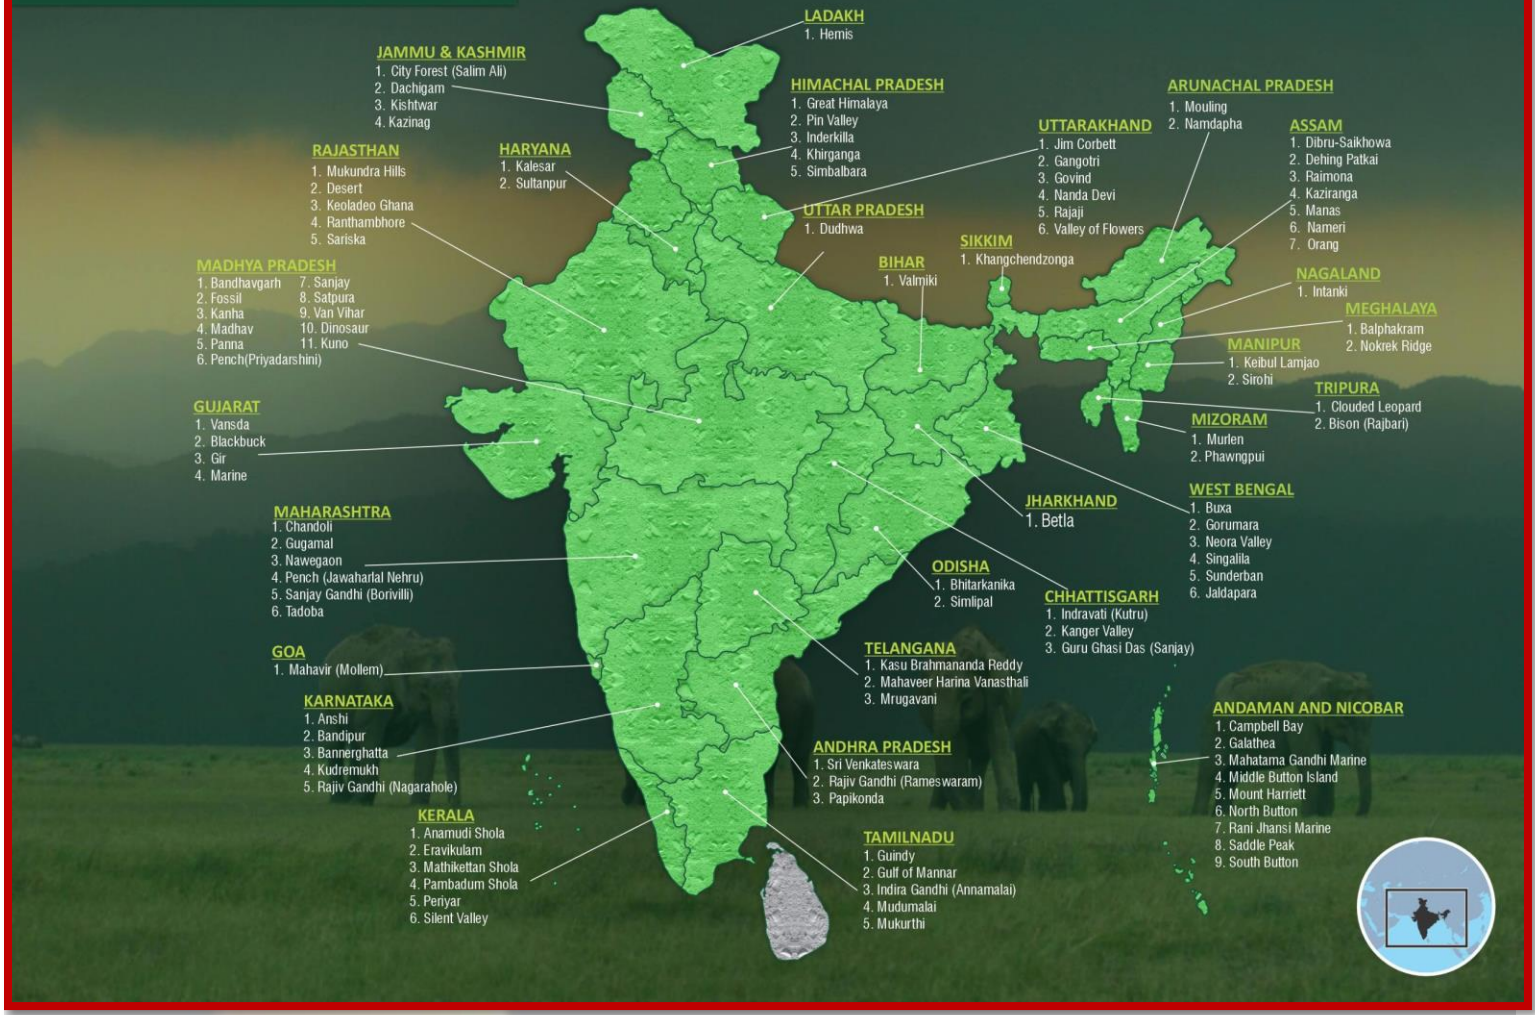 LADAKH
1. Hemis
JAMMU & KASHMIR
1. City Forest (Salim Ali)
2. Dachigam
3. Kishtwar
4. Kazinag
HIMACHAL PRADESH
1. Great Himalaya
2. Pin Valley
3. Inderkilla
4. Khirganga
5. Simbalbara
ARUNACHAL PRADESH
1. Mouling
2. Namdapha
UTTARAKHAND
1. Jim Corbett
2. Gangotri
3. Govind
4. Nanda Devi
5. Rajaji
6. Valley of Flowers
ASSAM
1. Dibru-Saikhowa
2. Dehing Patkai
3. Raimona
4. Kaziranga
5. Manas
6. Nameri
7. Orang
RAJASTHAN
1. Mukundra Hills
2. Desert
3. Keoladeo Ghana
4. Ranthambhore
5. Sariska
HARYANA
1. Kalesar
2. Sultanpur
UTTAR PRADESH
1. Dudhwa
SIKKIM
1. Khangchendzonga
BIHAR
1. Valmiki
MADHYA PRADESH
1. Bandhavgarh
2. Fossil
3. Kanha
4. Madhav
5. Panna
6. Pench(Priyadarshini)
7. Sanjay
8. Satpura
9. Van Vihar
10. Dinosaur
11. Kuno
NAGALAND
1. Intanki
MEGHALAYA
1. Balphakram
2. Nokrek Ridge
MANIPUR
1. Keibul Lamjao
2. Sirohi
TRIPURA
1. Clouded Leopard
2. Bison (Rajbari)
MIZORAM
1. Murlen
2. Phawngpui
GUJARAT
1. Vansda
2. Blackbuck
3. Gir
4. Marine
WEST BENGAL
1. Buxa
2. Gorumara
3. Neora Valley
4. Singalila
5. Sunderban
6. Jaldapara
JHARKHAND
1. Betla
MAHARASHTRA
1. Chandoli
2. Gugamal
3. Nawegaon
4. Pench (Jawaharlal Nehru)
5. Sanjay Gandhi (Borivilli)
6. Tadoba
ODISHA
1. Bhitarkanika
2. Simlipal
CHHATTISGARH
1. Indravati (Kutru)
2. Kanger Valley
3. Guru Ghasi Das (Sanjay)
GOA
1. Mahavir (Mollem)
TELANGANA
1. Kasu Brahmananda Reddy
2. Mahaveer Harina Vanasthali
3. Mrugavani
KARNATAKA
1. Anshi
2. Bandipur
3. Bannerghatta
4. Kudremukh
5. Rajiv Gandhi (Nagarahole)
ANDAMAN AND NICOBAR
1. Campbell Bay
2. Galathea
3. Mahatama Gandhi Marine
4. Middle Button Island
5. Mount Harriett
6. North Button
7. Rani Jhansi Marine
8. Saddle Peak
9. South Button
ANDHRA PRADESH
1. Sri Venkateswara
2. Rajiv Gandhi (Rameswaram)
3. Papikonda
KERALA
1. Anamudi Shola
2. Eravikulam
3. Mathikettan Shola
4. Pambadum Shola
5. Periyar
6. Silent Valley
TAMILNADU
1. Guindy
2. Gulf of Mannar
3. Indira Gandhi (Annamalai)
4. Mudumalai
5. Mukurthi